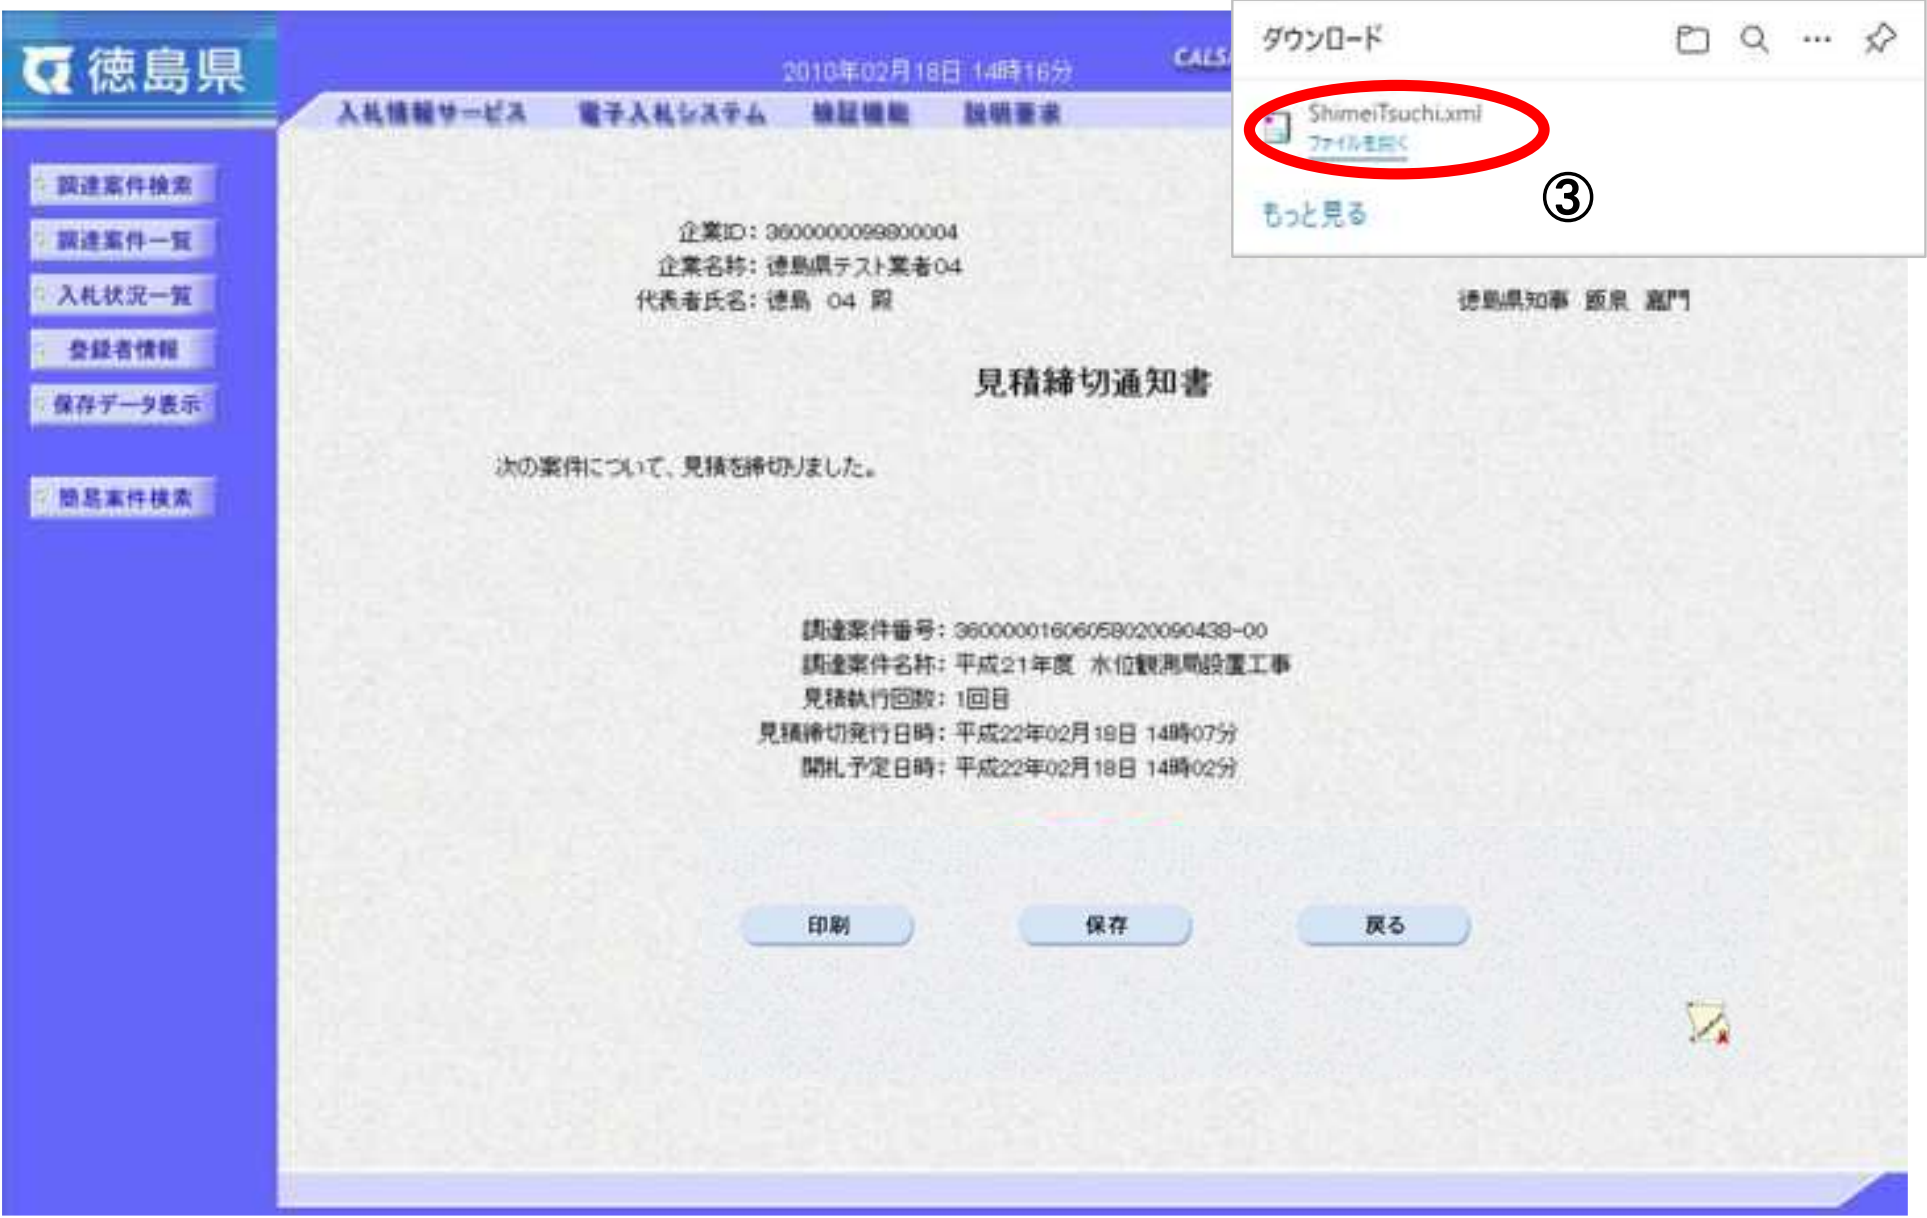 徳島県
2010年02月18日 14時16分
CALS
入札情報サービス 電子入札システム 検証機能 説明要求
ダウンロード
ShimeiTsuchi.xml
ファイルを開く
もっと見る
③
調達案件検索
調達案件一覧
入札状況一覧
登録者情報
保存データ表示
簡易案件検索
企業ID：3600000099800004
企業名称：徳島県テスト業者04
代表者氏名：徳島 04 殿
徳島県知事 飯泉 嘉門
見積締切通知書
次の案件について、見積を締切りました。
調達案件番号：36000001606058020090438-00
調達案件名称：平成21年度 水位観測局設置工事
見積執行回数：1回目
見積締切発行日時：平成22年02月18日 14時07分
開札予定日時：平成22年02月18日 14時02分
印刷
保存
戻る